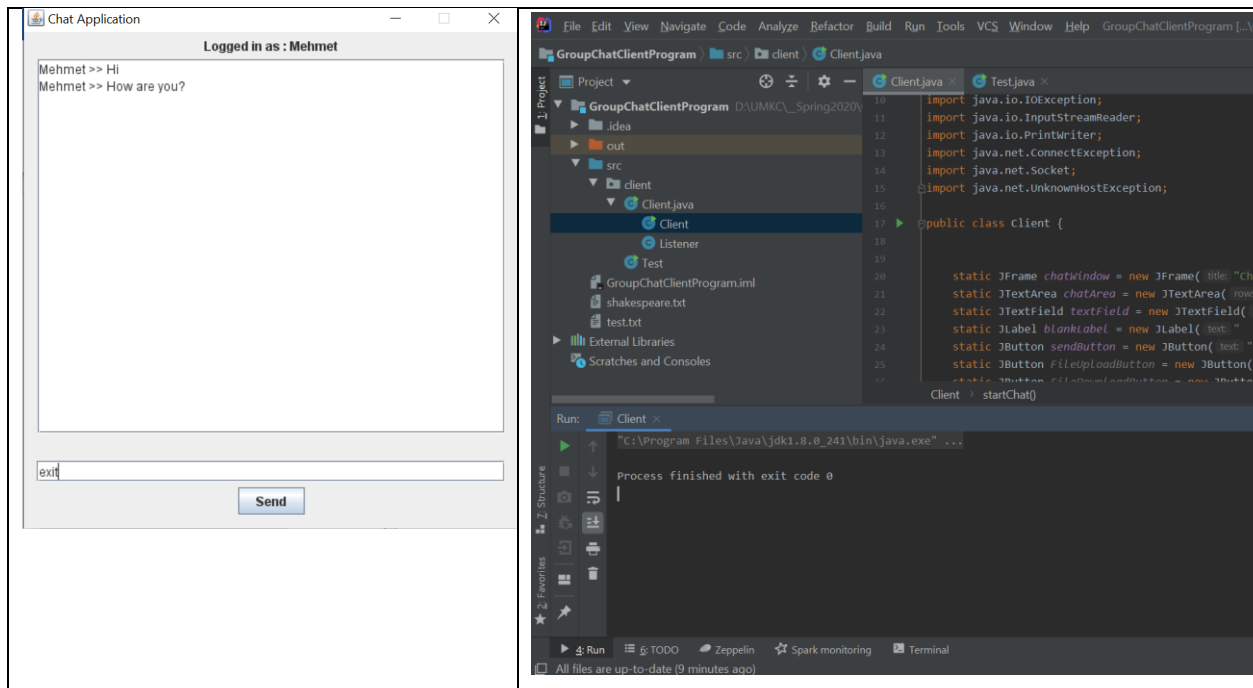 Chat Application
Logged in as : Mehmet
Mehmet >> Hi
Mehmet >> How are you?
exit
Send
File Edit View Navigate Code Analyze Refactor Build Run Tools VCS Window Help GroupChatClientProgram [...\
GroupChatClientProgram src client Client.java
1: Project
Project
GroupChatClientProgram D:\UMKC\_Spring2020\
.idea
out
src
client
Client.java
Client
Listener
Test
GroupChatClientProgram.iml
shakespeare.txt
test.txt
External Libraries
Scratches and Consoles
Client.java Test.java
10 import java.io.IOException;
11 import java.io.InputStreamReader;
12 import java.io.PrintWriter;
13 import java.net.ConnectException;
14 import java.net.Socket;
15 import java.net.UnknownHostException;
16
17 public class Client {
18
19
20 static JFrame chatWindow = new JFrame( title: "Ch
21 static JTextArea chatArea = new JTextArea( row
22 static JTextField textField = new JTextField(
23 static JLabel blankLabel = new JLabel( text: "
24 static JButton sendButton = new JButton( text: "
25 static JButton FileUploadButton = new JButton(
Client > startChat()
Run: Client
"C:\Program Files\Java\jdk1.8.0_241\bin\java.exe" ...
Process finished with exit code 0
Z: Structure
2: Favorites
4: Run 6: TODO Zeppelin Spark monitoring Terminal
All files are up-to-date (9 minutes ago)